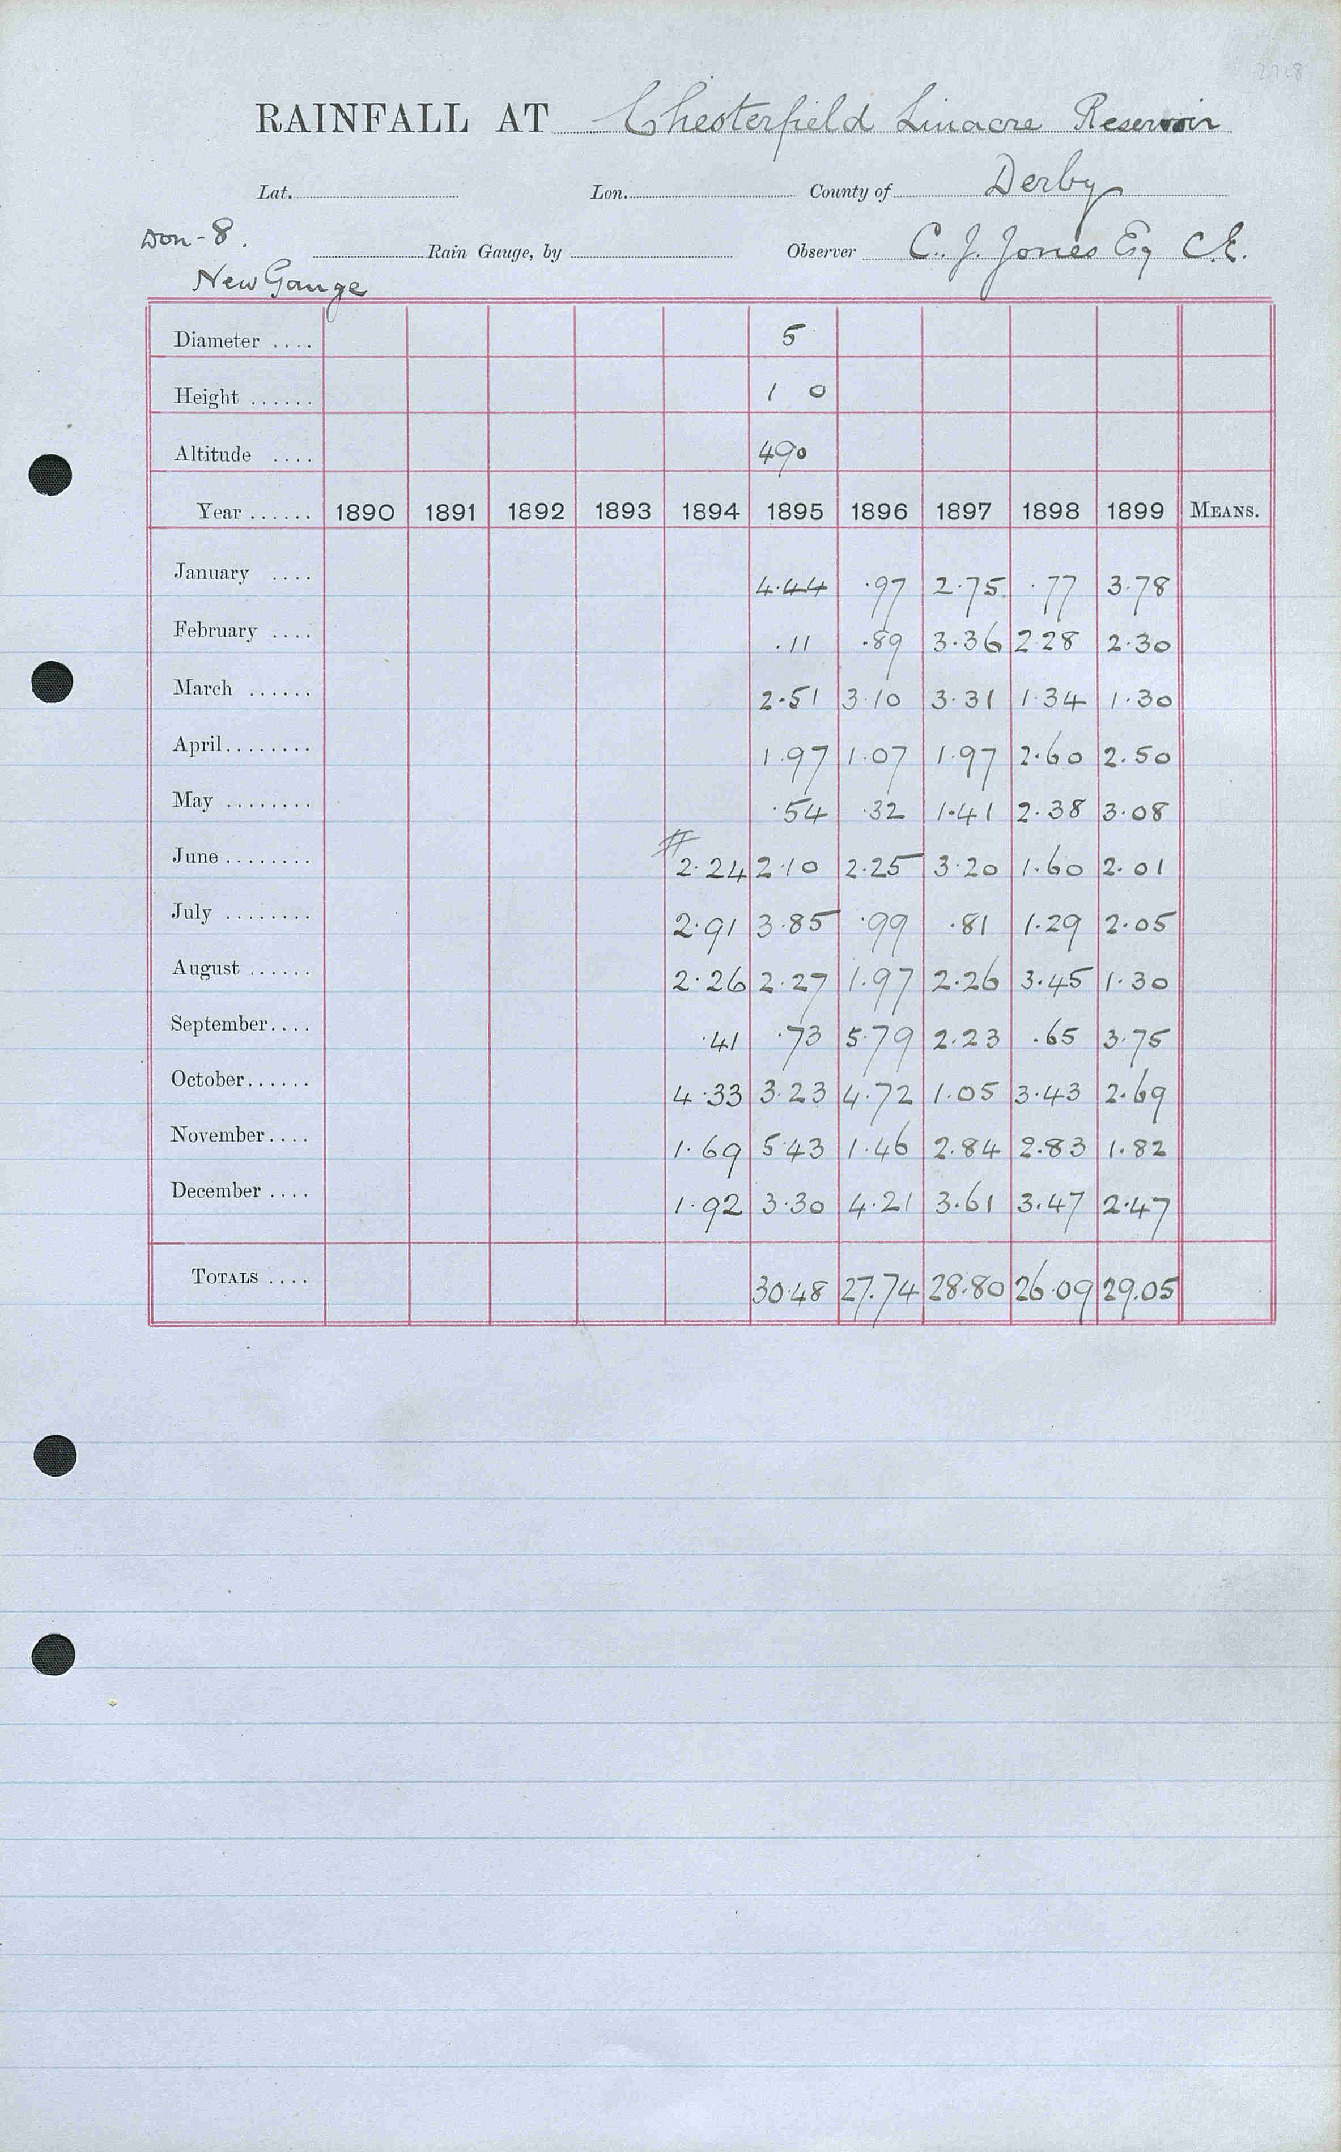 2728
RAINFALL AT Chesterfield Linacre Reservoir
Lat. Lon. County of Derby
Don - 8. Rain Gauge, by Observer C. J. Jones Esq C.E.
New Gauge
Diameter .... 5
Height ...... 1 0
Altitude .... 490
Year ...... 1890 1891 1892 1893 1894 1895 1896 1897 1898 1899 MEANS.
January .... 4.44 .97 2.75 .77 3.78
February .... .11 .89 3.36 2.28 2.30
March ...... 2.51 3.10 3.31 1.34 1.30
April ........ 1.97 1.07 1.97 2.60 2.50
May ........ .54 .32 1.41 2.38 3.08
June ........ # 2.24 2.10 2.25 3.20 1.60 2.01
July ........ 2.91 3.85 .99 .81 1.29 2.05
August ...... 2.26 2.27 1.97 2.26 3.45 1.30
September .... .41 .73 5.79 2.23 .65 3.75
October ...... 4.33 3.23 4.72 1.05 3.43 2.69
November .... 1.69 5.43 1.46 2.84 2.83 1.82
December .... 1.92 3.30 4.21 3.61 3.47 2.47
TOTALS .... 30.48 27.74 28.80 26.09 29.05